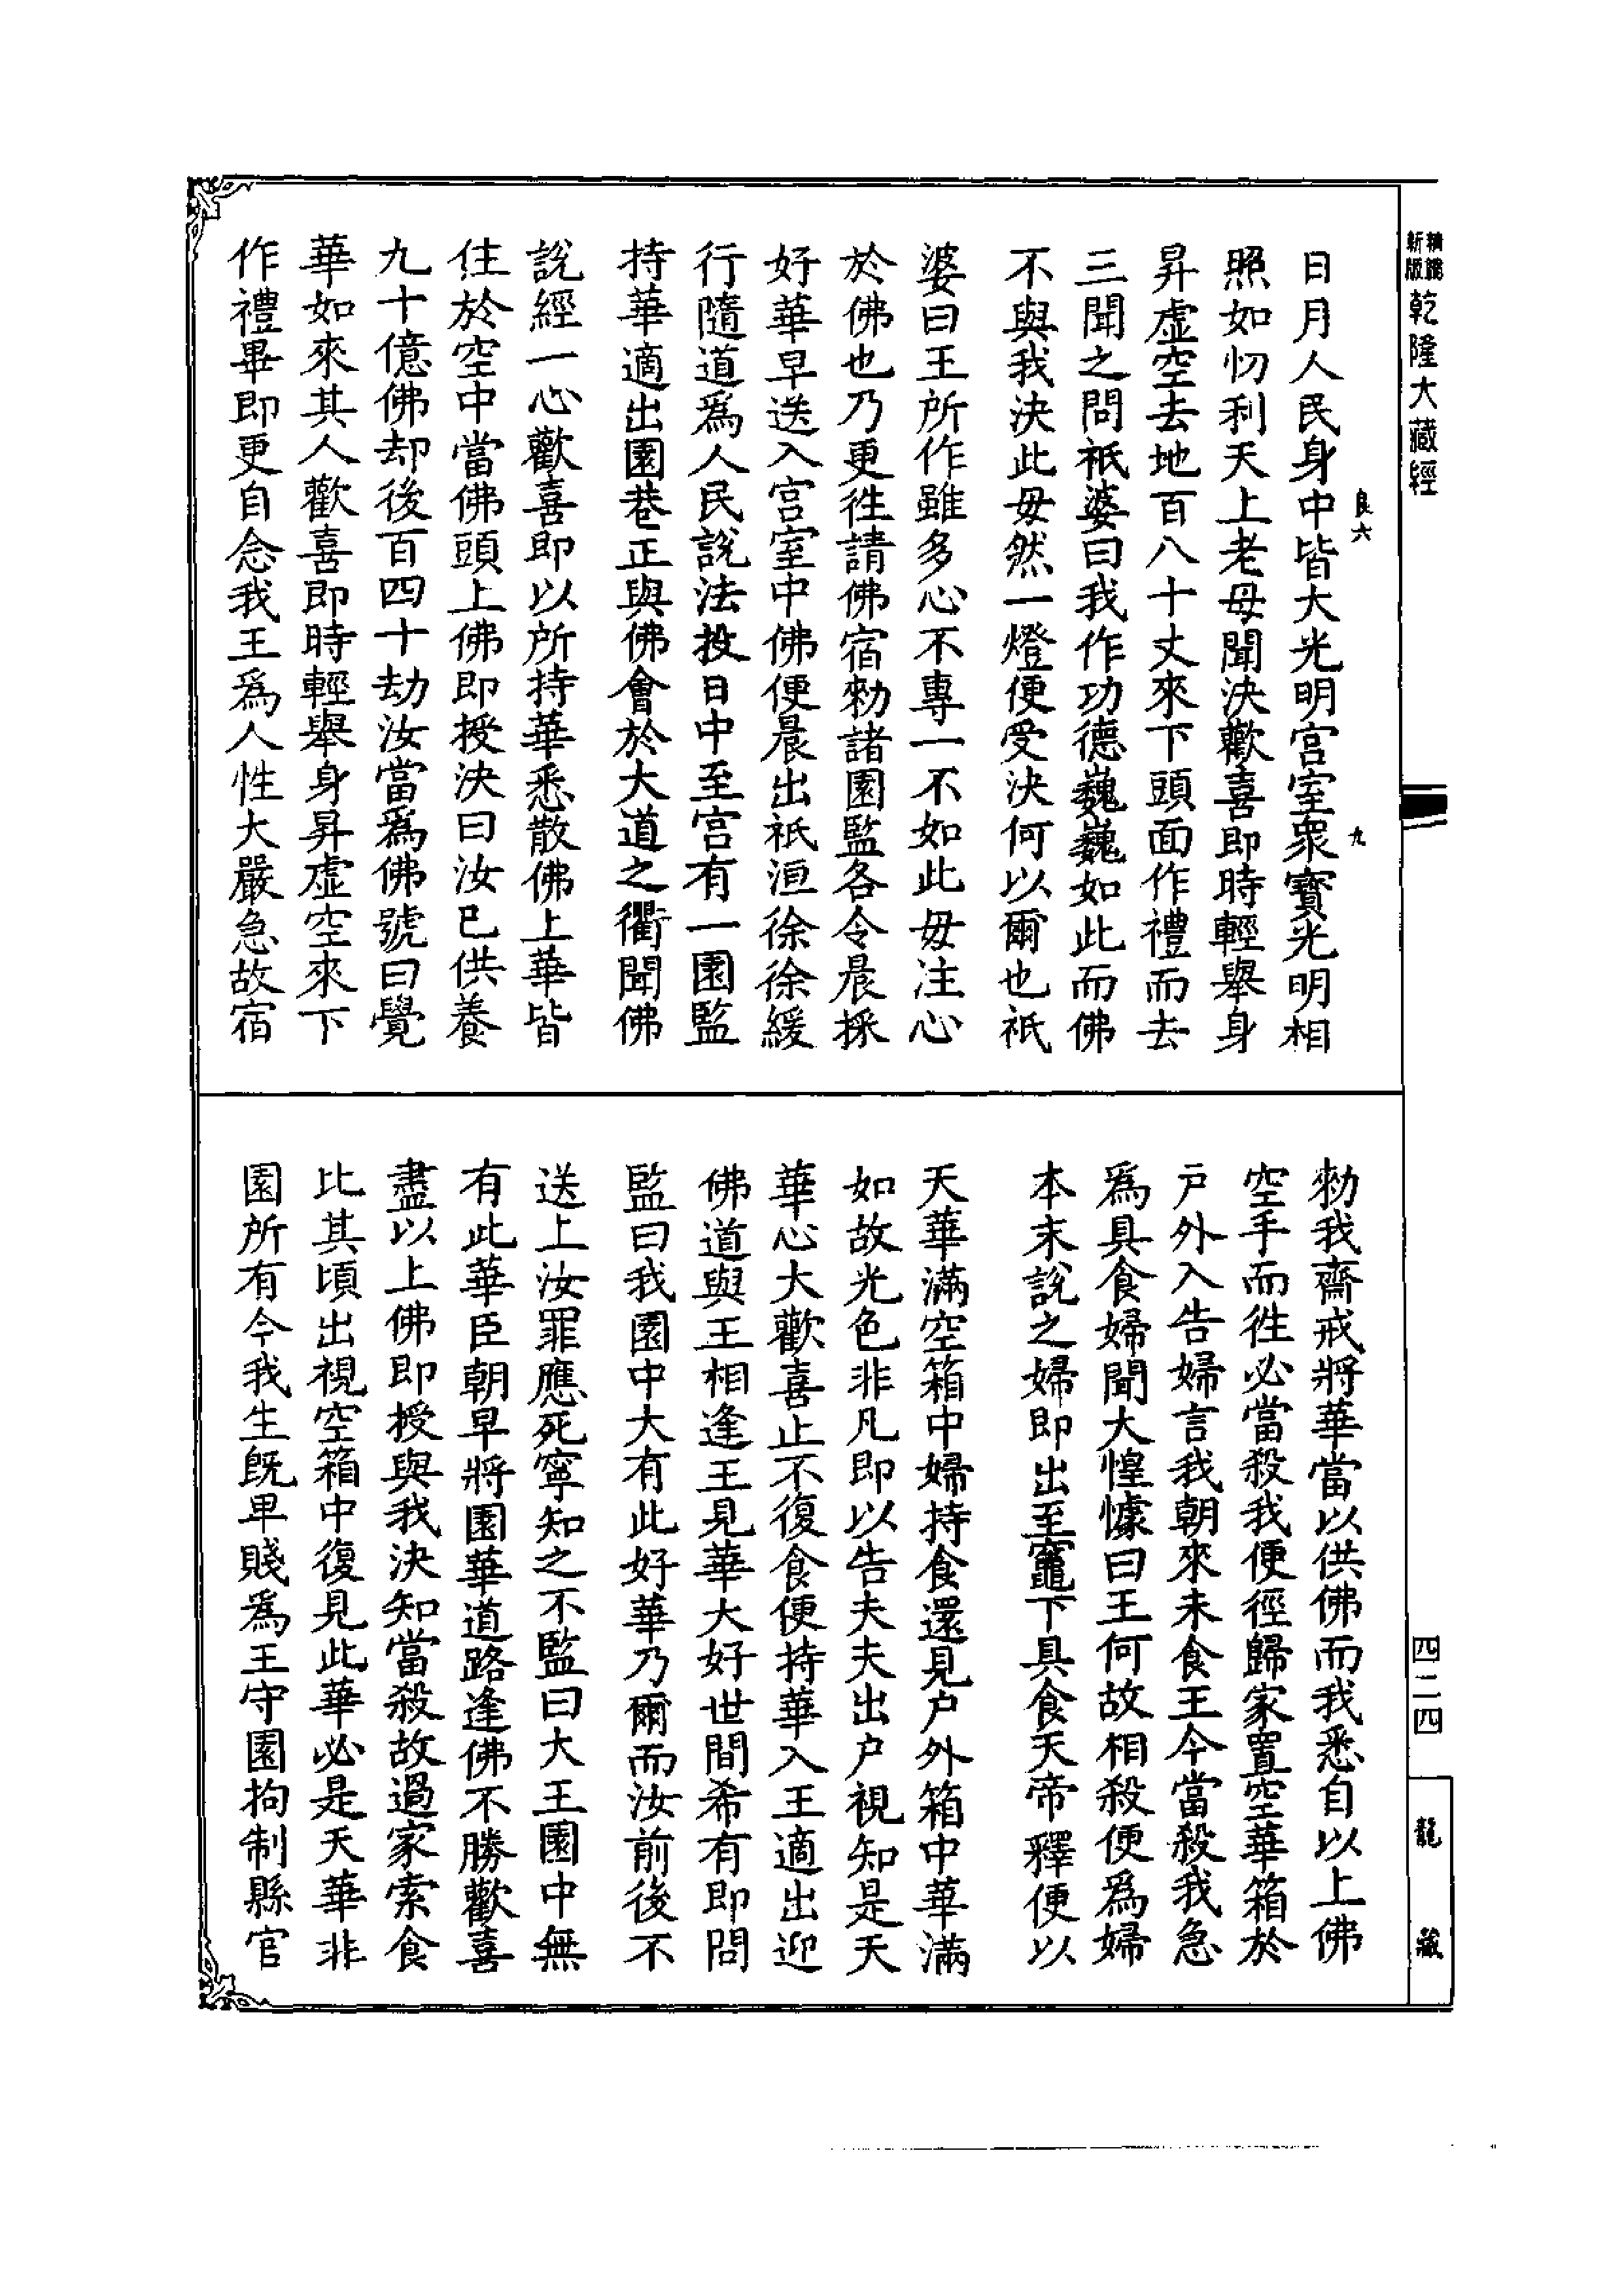 新版
精縮
乾隆大藏經
良六
九
日月人民身中皆大光明宫室衆寶光明相
照如忉利天上老母聞決歡喜即時輕舉身
昇虛空去地百八十丈來下頭面作禮而去
三聞之問祇婆曰我作功德巍巍如此而佛
不與我決此母然一燈便受決何以爾也祇
婆曰王所作雖多心不專一不如此母注心
於佛也乃更徃請佛宿勑諸園監各令晨採
好華早送入宫室中佛便晨出祇洹徐徐緩
行隨道爲人民說法投日中至宫有一園監
持華適出園巷正與佛會於大道之衢聞佛
說經一心歡喜即以所持華悉散佛上華皆
住於空中當佛頭上佛即授決曰汝已供養
九十億佛却後百四十劫汝當爲佛號曰覺
華如來其人歡喜即時輕舉身昇虛空來下
作禮畢即更自念我王爲人性大嚴急故宿
勑我齋戒將華當以供佛而我悉自以上佛
空手而徃必當殺我便徑歸家置空華箱於
户外入告婦言我朝來未食王今當殺我急
爲具食婦聞大惶懅曰王何故相殺便爲婦
本末說之婦即出至竈下具食天帝釋便以
天華滿空箱中婦持食還見户外箱中華滿
如故光色非凡即以告夫夫出户視知是天
華心大歡喜止不復食便持華入王適出迎
佛道與王相逢王見華大好世間希有即問
監曰我園中大有此好華乃爾而汝前後不
送上汝罪應死寧知之不監曰大王園中無
有此華臣朝早將園華道路逢佛不勝歡喜
盡以上佛即授與我決知當殺故過家索食
比其頃出視空箱中復見此華必是天華非
園所有今我生既卑賤爲王守園拘制縣官
四二四
龍藏